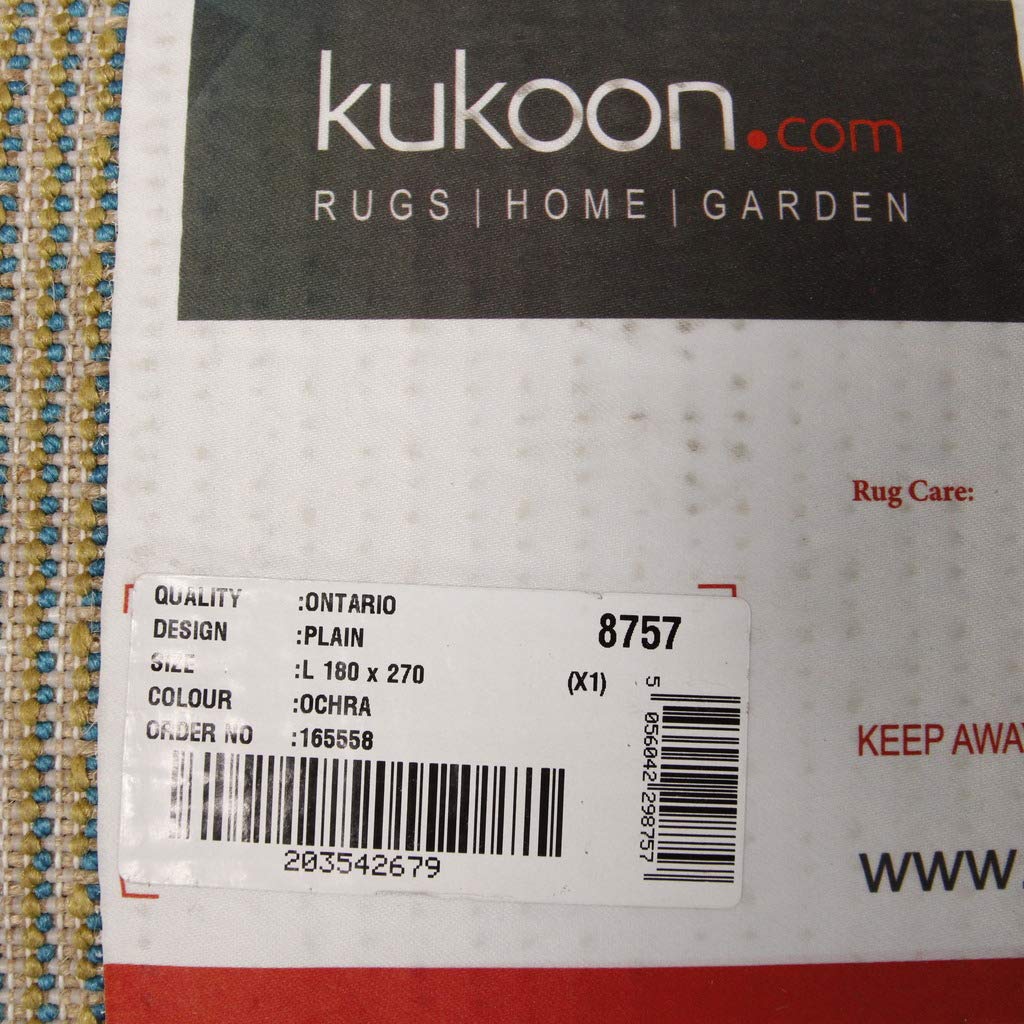 kukoon.com
RUGS | HOME | GARDEN
Rug Care:
QUALITY :ONTARIO
DESIGN :PLAIN
SIZE :L 180 x 270
COLOUR :OCHRA
ORDER NO :165558
8757
(X1)
203542679
5 056042 298757
KEEP AWAY
www.